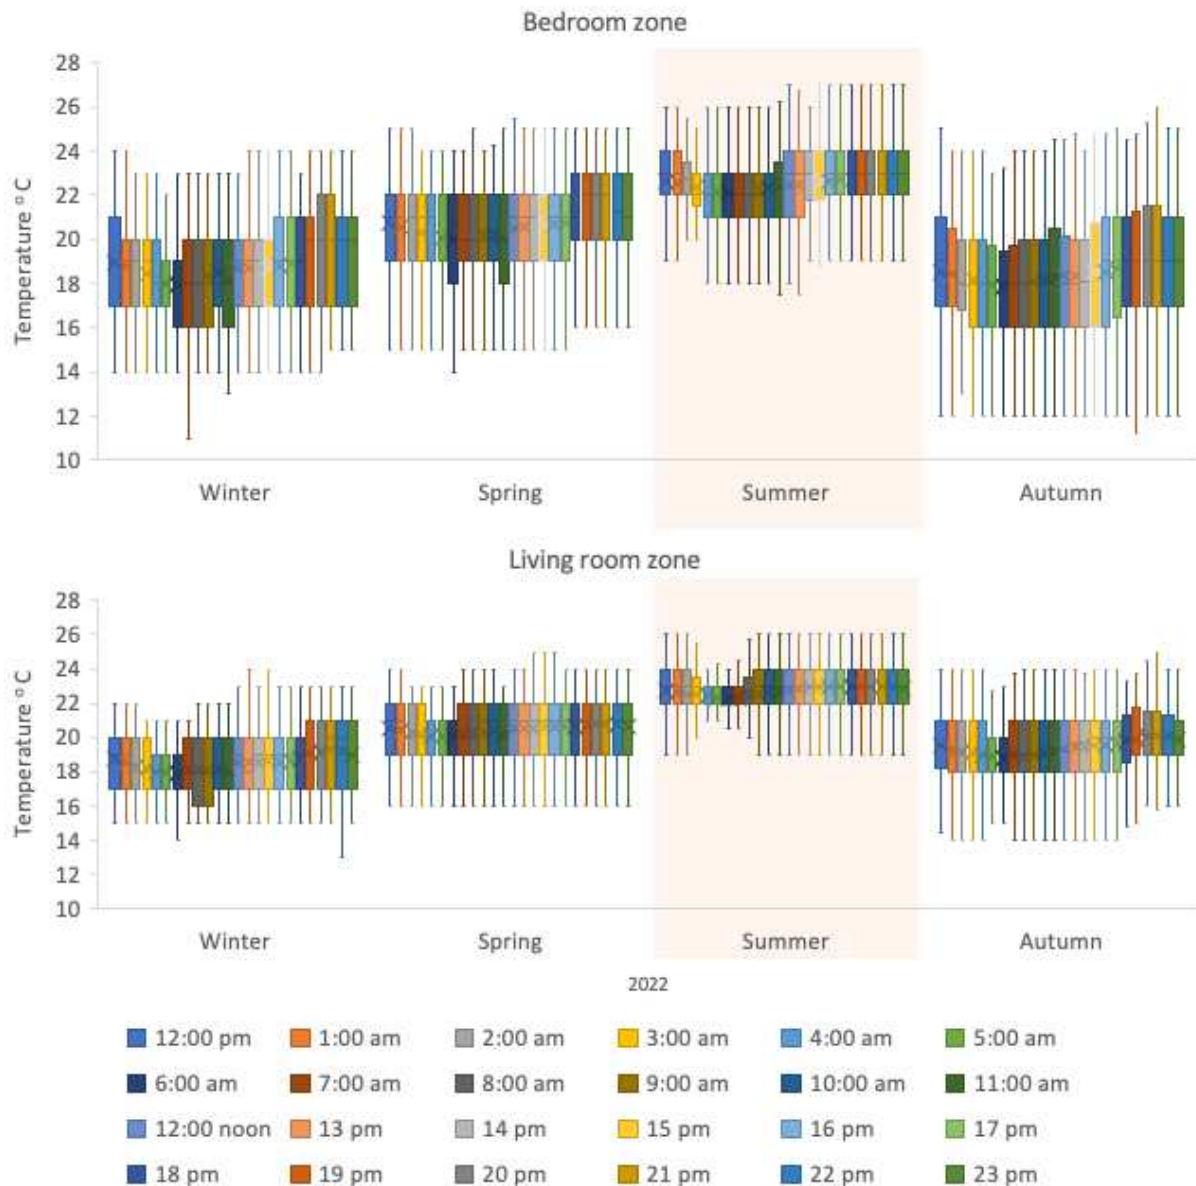 Bedroom zone
28
26
24
22
20
18
16
14
12
10
Temperature °C
Winter Spring Summer Autumn
Living room zone
28
26
24
22
20
18
16
14
12
10
Temperature °C
Winter Spring Summer Autumn
2022
12:00 pm 1:00 am 2:00 am 3:00 am 4:00 am 5:00 am
6:00 am 7:00 am 8:00 am 9:00 am 10:00 am 11:00 am
12:00 noon 13 pm 14 pm 15 pm 16 pm 17 pm
18 pm 19 pm 20 pm 21 pm 22 pm 23 pm